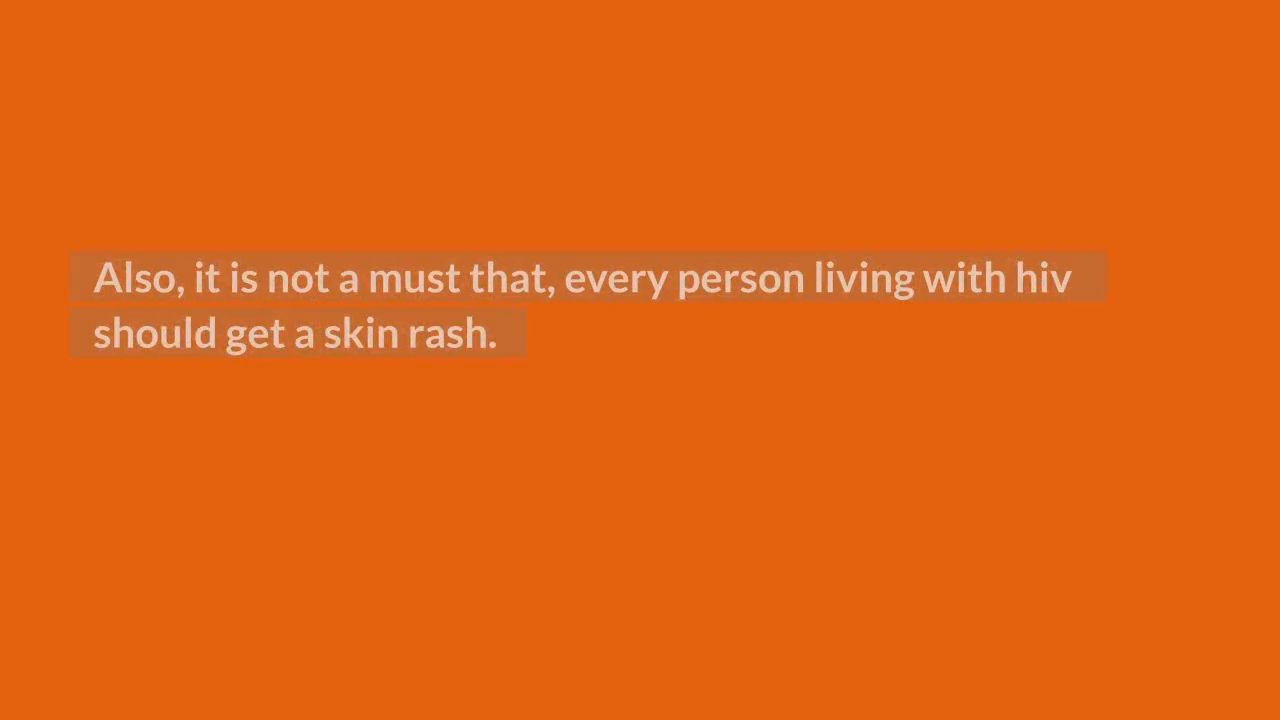 Also, it is not a must that, every person living with hiv
should get a skin rash.